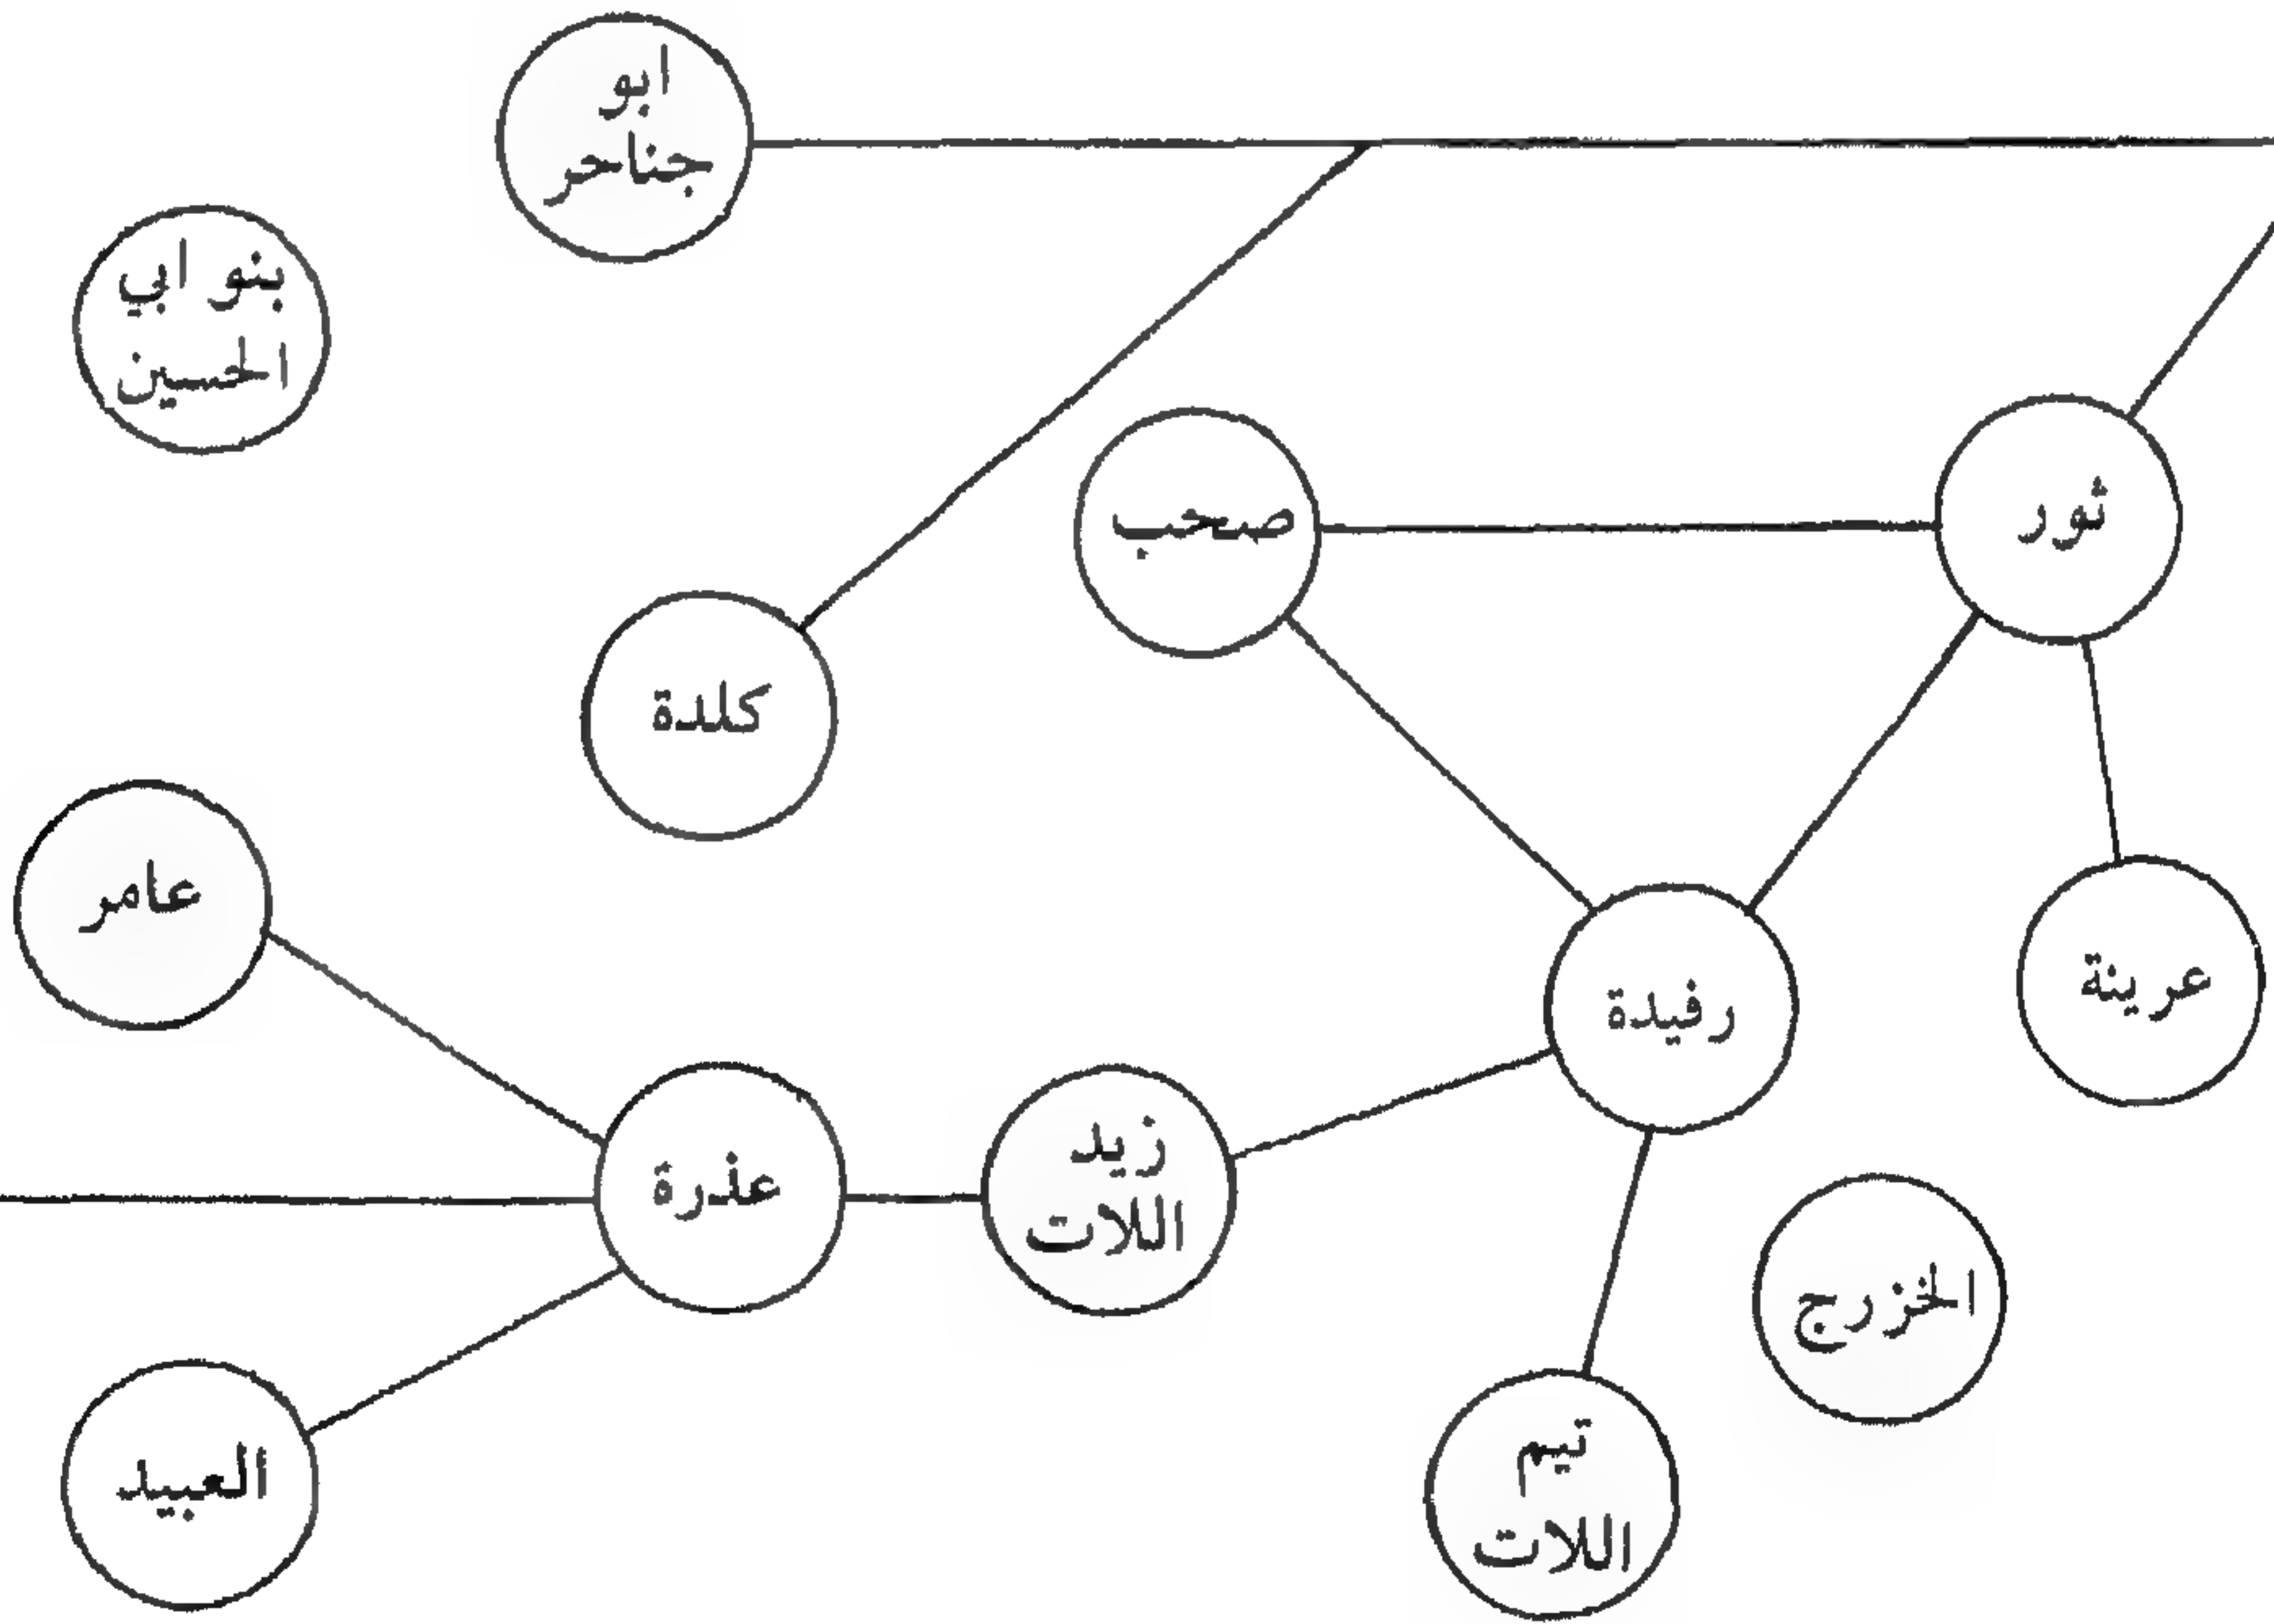 ابو
جناحر
بنو ابي
الحسين
ثور
صحب
كلدة
عامر
عرينة
رفيدة
زيد
اللات
عذرة
الخزرج
تيم
اللات
العبيد